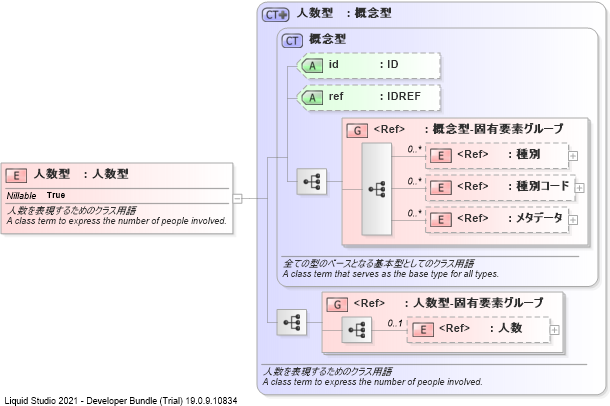 CT 人数型 : 概念型
CT 概念型
A id : ID
A ref : IDREF
G <Ref> : 概念型-固有要素グループ
0..*
E <Ref> : 種別
0..*
E <Ref> : 種別コード
0..*
E <Ref> : メタデータ
E 人数型 : 人数型
Nillable True
人数を表現するためのクラス用語
A class term to express the number of people involved.
全ての型のベースとなる基本型としてのクラス用語
A class term that serves as the base type for all types.
G <Ref> : 人数型-固有要素グループ
0..1
E <Ref> : 人数
人数を表現するためのクラス用語
A class term to express the number of people involved.
Liquid Studio 2021 - Developer Bundle (Trial) 19.0.9.10834